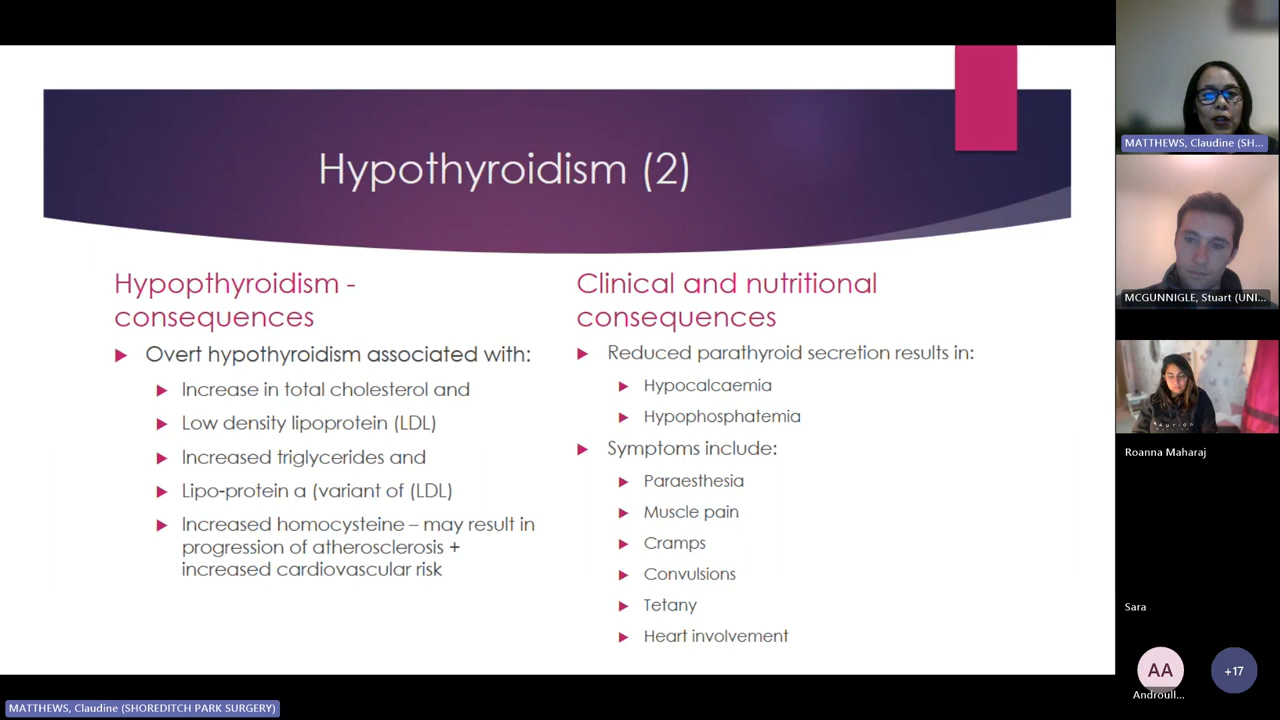 Hypothyroidism (2)
Hypopthyroidism -
consequences
Overt hypothyroidism associated with:
Increase in total cholesterol and
Low density lipoprotein (LDL)
Increased triglycerides and
Lipo-protein a (variant of (LDL)
Increased homocysteine – may result in
progression of atherosclerosis +
increased cardiovascular risk
Clinical and nutritional
consequences
Reduced parathyroid secretion results in:
Hypocalcaemia
Hypophosphatemia
Symptoms include:
Paraesthesia
Muscle pain
Cramps
Convulsions
Tetany
Heart involvement
MATTHEWS, Claudine (SH...
MCGUNNIGLE, Stuart (UNI...
Roanna Maharaj
Sara
AA
Androull...
+17
MATTHEWS, Claudine (SHOREDITCH PARK SURGERY)